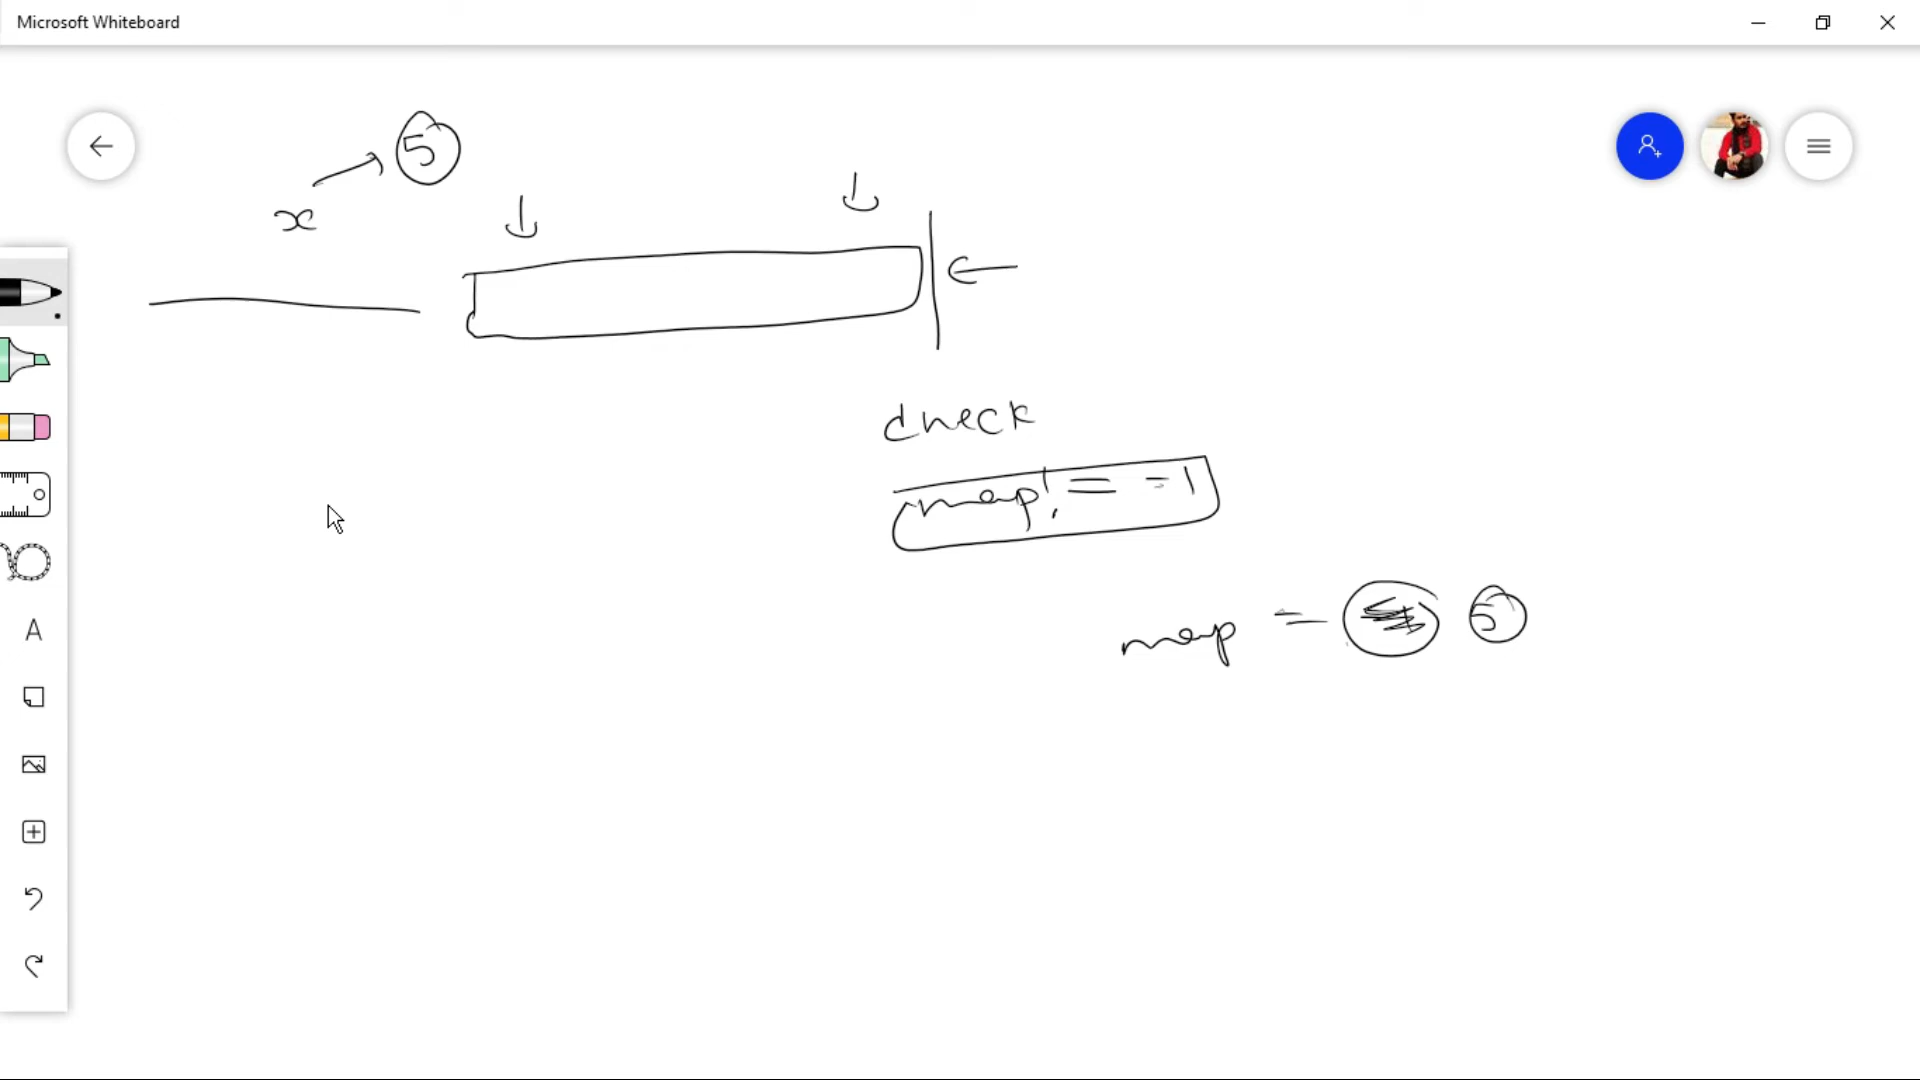 Microsoft Whiteboard
5
x
check
map != -1
map = 5
A